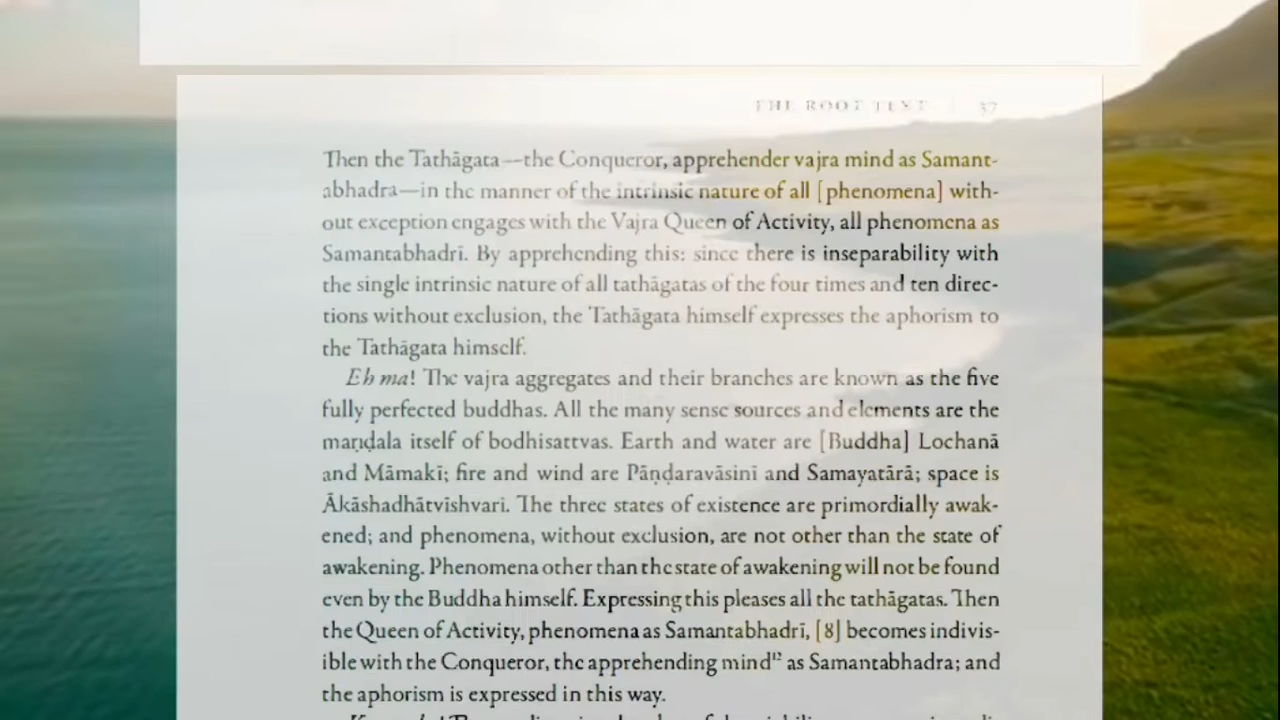 THE ROOT TEXT | 37
Then the Tathāgata—the Conqueror, apprehender vajra mind as Samant-
abhadra—in the manner of the intrinsic nature of all [phenomena] with-
out exception engages with the Vajra Queen of Activity, all phenomena as
Samantabhadrī. By apprehending this: since there is inseparability with
the single intrinsic nature of all tathāgatas of the four times and ten direc-
tions without exclusion, the Tathāgata himself expresses the aphorism to
the Tathāgata himself.
Eh ma! The vajra aggregates and their branches are known as the five
fully perfected buddhas. All the many sense sources and elements are the
maṇḍala itself of bodhisattvas. Earth and water are [Buddha] Lochanā
and Māmakī; fire and wind are Pāṇḍaravāsinī and Samayatārā; space is
Ākāshadhātvīshvarī. The three states of existence are primordially awak-
ened; and phenomena, without exclusion, are not other than the state of
awakening. Phenomena other than the state of awakening will not be found
even by the Buddha himself. Expressing this pleases all the tathāgatas. Then
the Queen of Activity, phenomena as Samantabhadrī, [8] becomes indivis-
ible with the Conqueror, the apprehending mind¹² as Samantabhadra; and
the aphorism is expressed in this way.